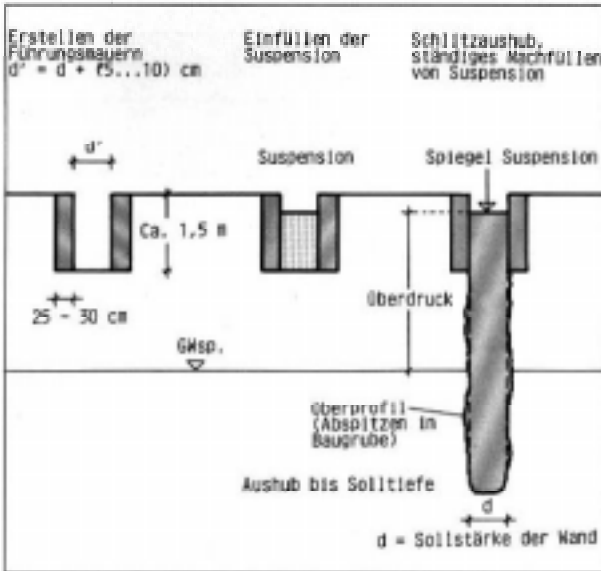 Erstellen der
Führungsmauern
d' = d + (5...10) cm
Einfüllen der
Suspension
Schlitzaushub,
ständiges Nachfüllen
von Suspension
d'
Suspension
Spiegel Suspension
Ca. 1,5 m
25 - 30 cm
Überdruck
GWsp.
Überprofil
(Abspitzen in
Baugrube)
Aushub bis Solltiefe
d
d = Sollstärke der Wand